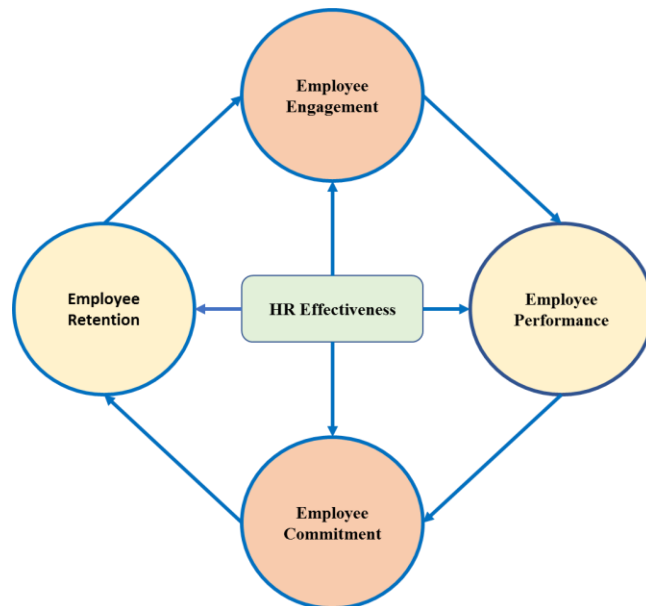 Employee
Engagement
Employee
Retention
HR Effectiveness
Employee
Performance
Employee
Commitment